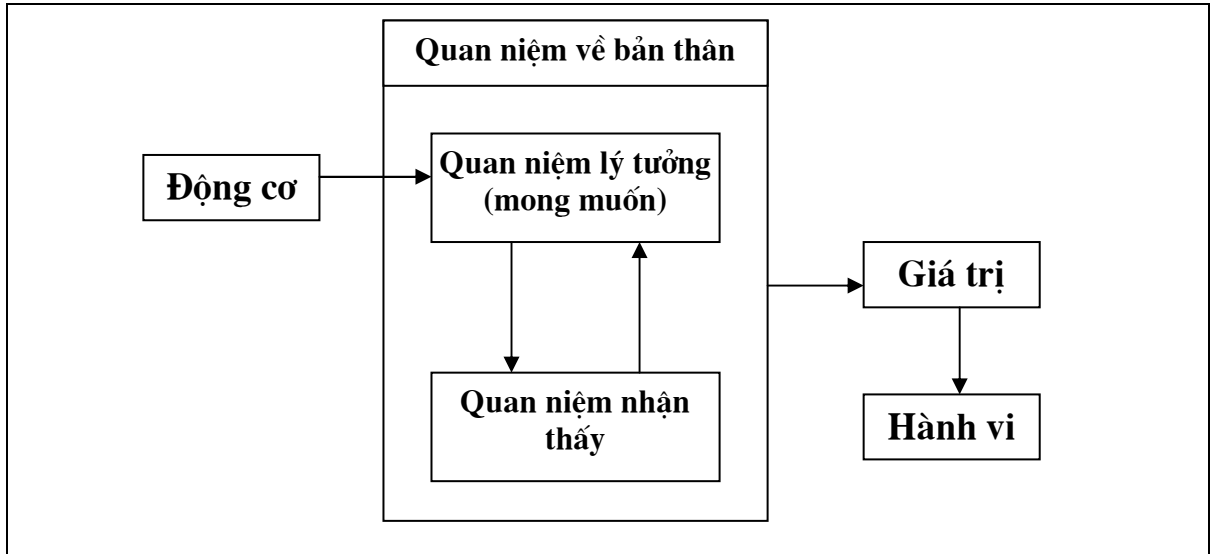 Quan niệm về bản thân
Động cơ
Quan niệm lý tưởng
(mong muốn)
Quan niệm nhận
thấy
Giá trị
Hành vi